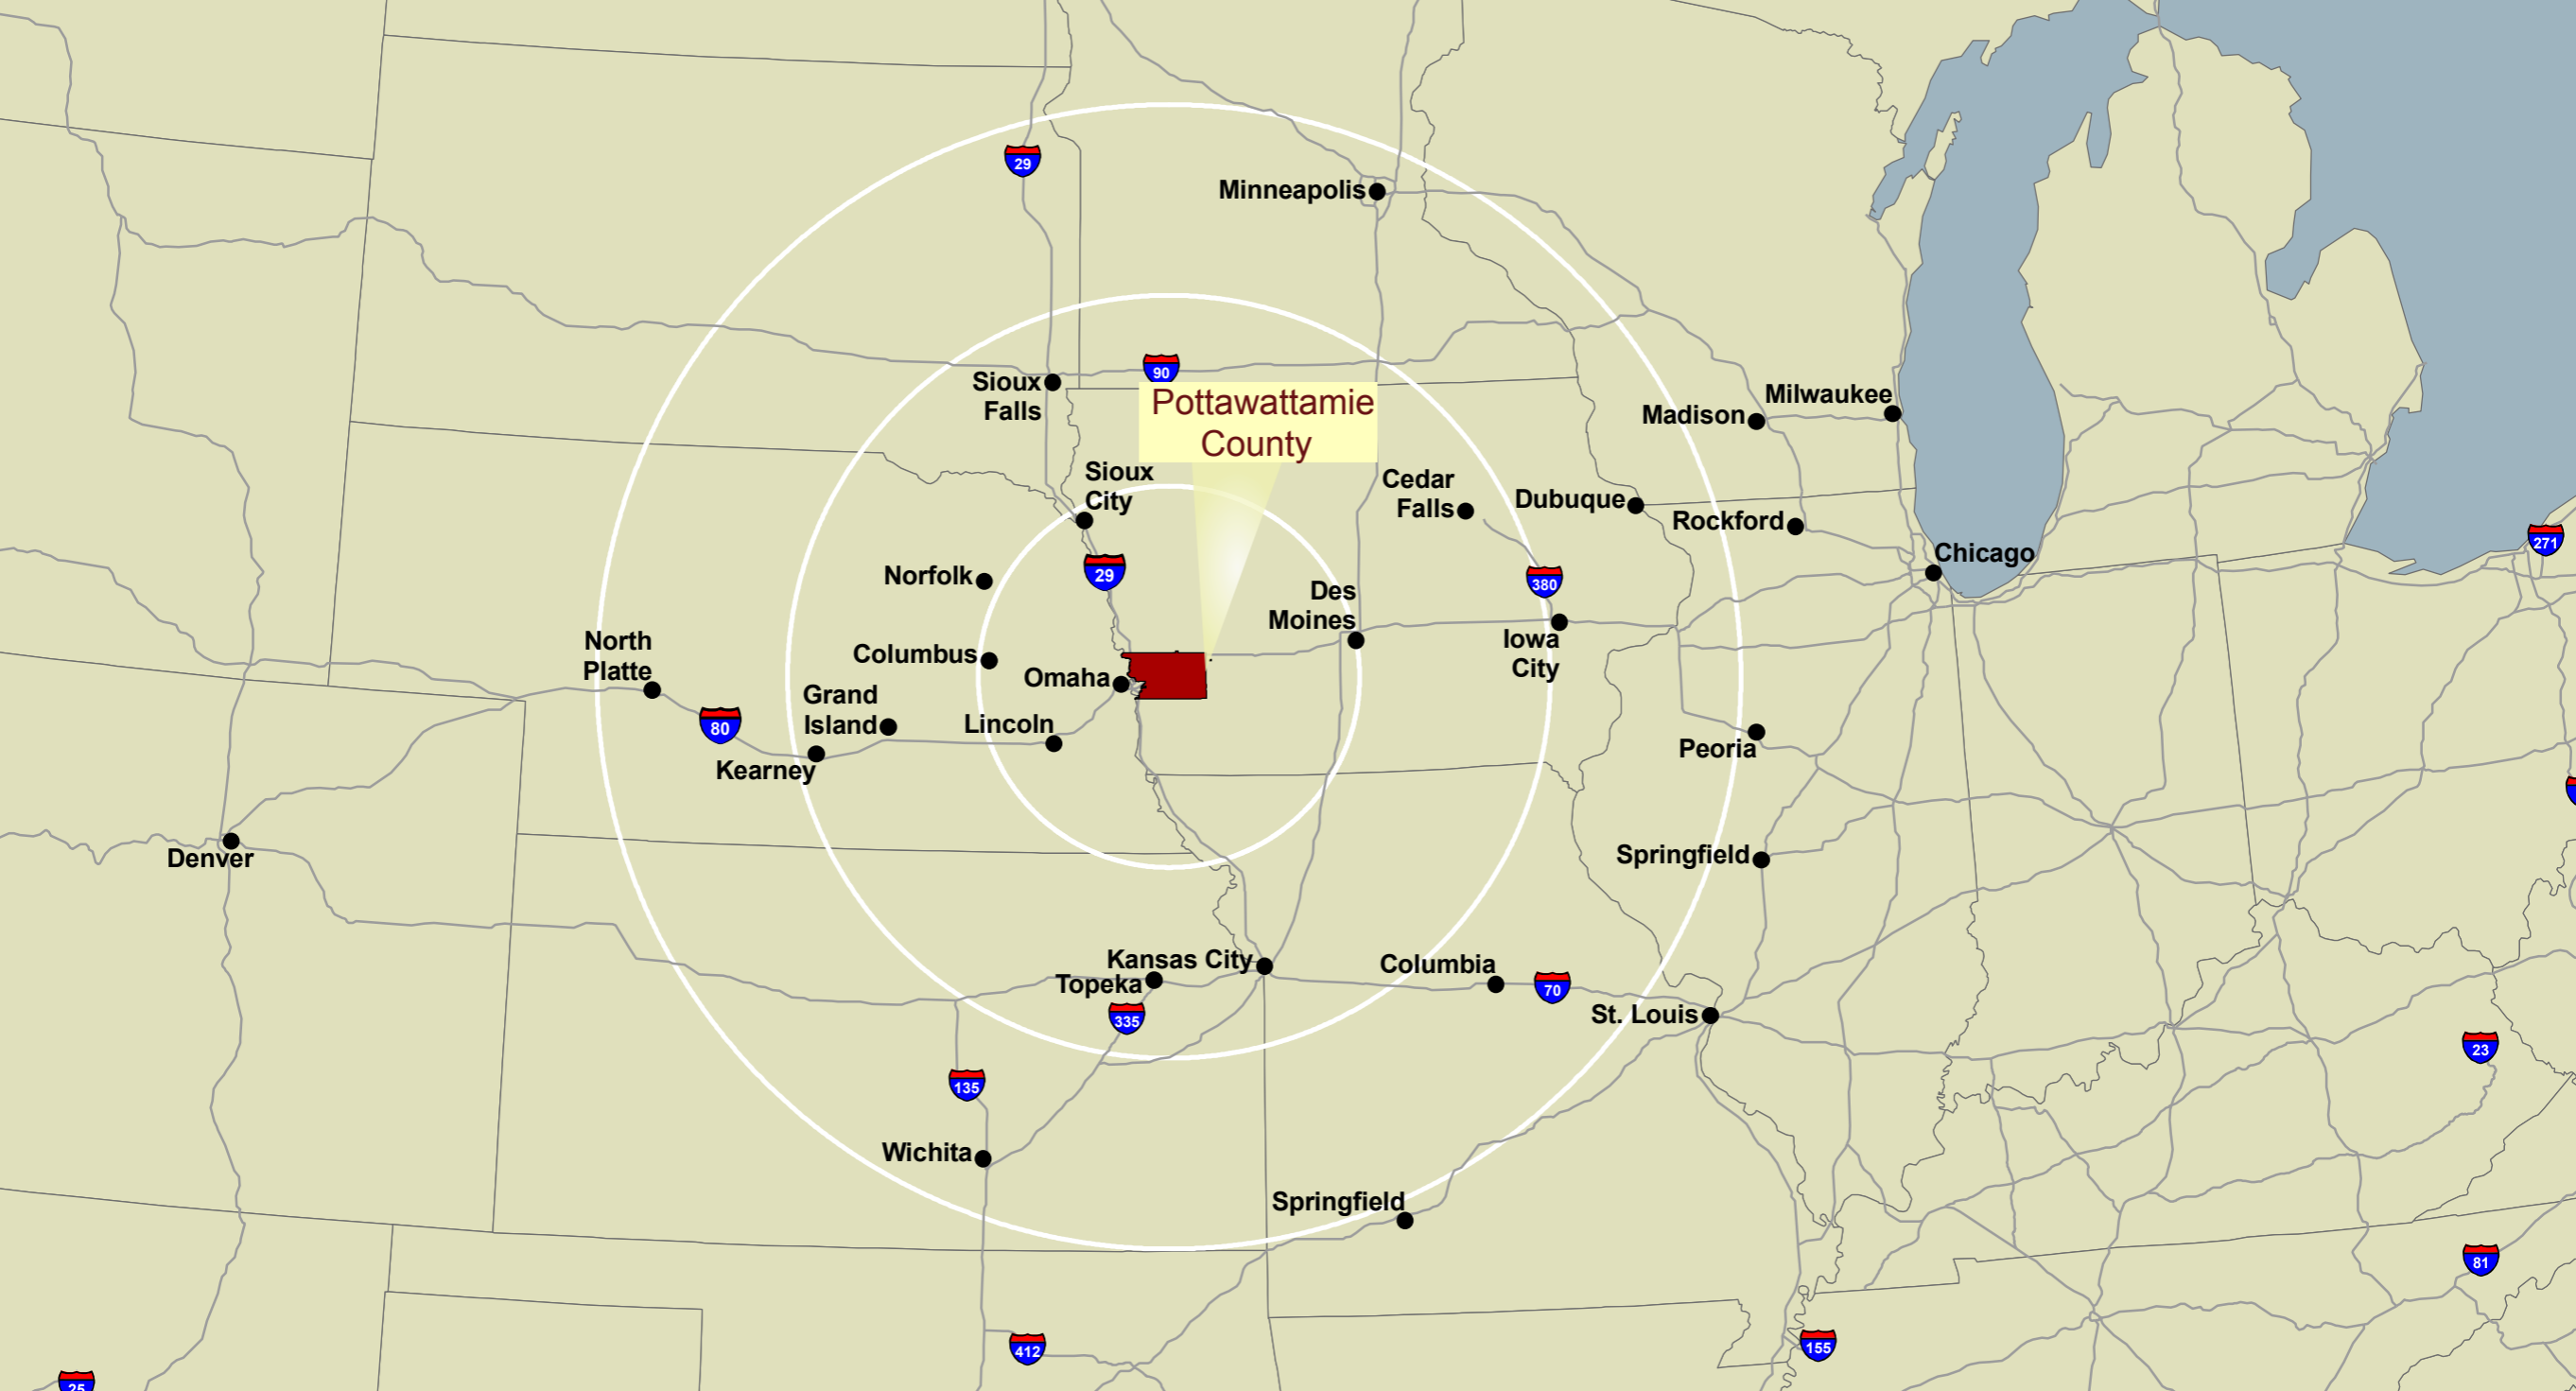 29
Minneapolis
90
Sioux
Falls
Pottawattamie
County
Milwaukee
Madison
Sioux
City
Cedar
Falls
Dubuque
Rockford
271
Chicago
29
Norfolk
380
Des
Moines
North
Platte
Columbus
Iowa
City
Omaha
Grand
Island
80
Lincoln
Kearney
Peoria
Denver
Springfield
Kansas City
Topeka
Columbia
70
335
St. Louis
23
135
Wichita
Springfield
81
412
155
25